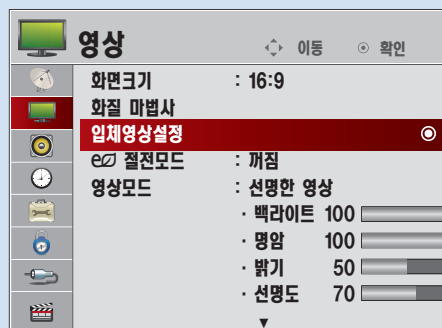 영상 이동 확인
화면크기 : 16:9
화질 마법사
입체영상설정
절전모드 : 꺼짐
영상모드 : 선명한 영상
· 백라이트 100
· 명암 100
· 밝기 50
· 선명도 70